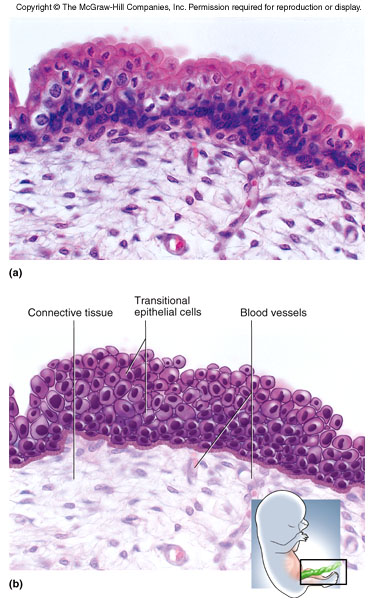 Copyright © The McGraw-Hill Companies, Inc. Permission required for reproduction or display.
(a)
Connective tissue
Transitional
epithelial cells
Blood vessels
(b)